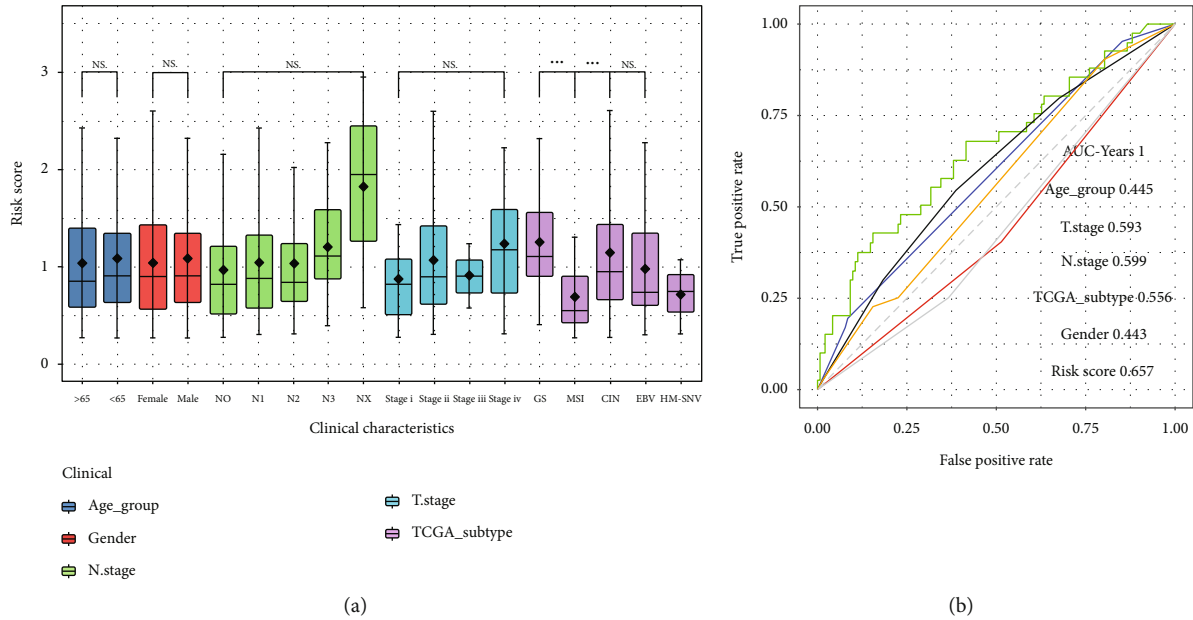 (a)
NS.
NS.
NS.
NS.
...
...
NS.
3
2
1
0
Risk score
>65
<65
Female
Male
NO
N1
N2
N3
NX
Stage i
Stage ii
Stage iii
Stage iv
GS
MSI
CIN
EBV
HM-SNV
Clinical characteristics
Clinical
Age_group
Gender
N.stage
T.stage
TCGA_subtype
(b)
1.00
0.75
0.50
0.25
0.00
True positive rate
AUC-Years 1
Age_group 0.445
T.stage 0.593
N.stage 0.599
TCGA_subtype 0.556
Gender 0.443
Risk score 0.657
0.00
0.25
0.50
0.75
1.00
False positive rate